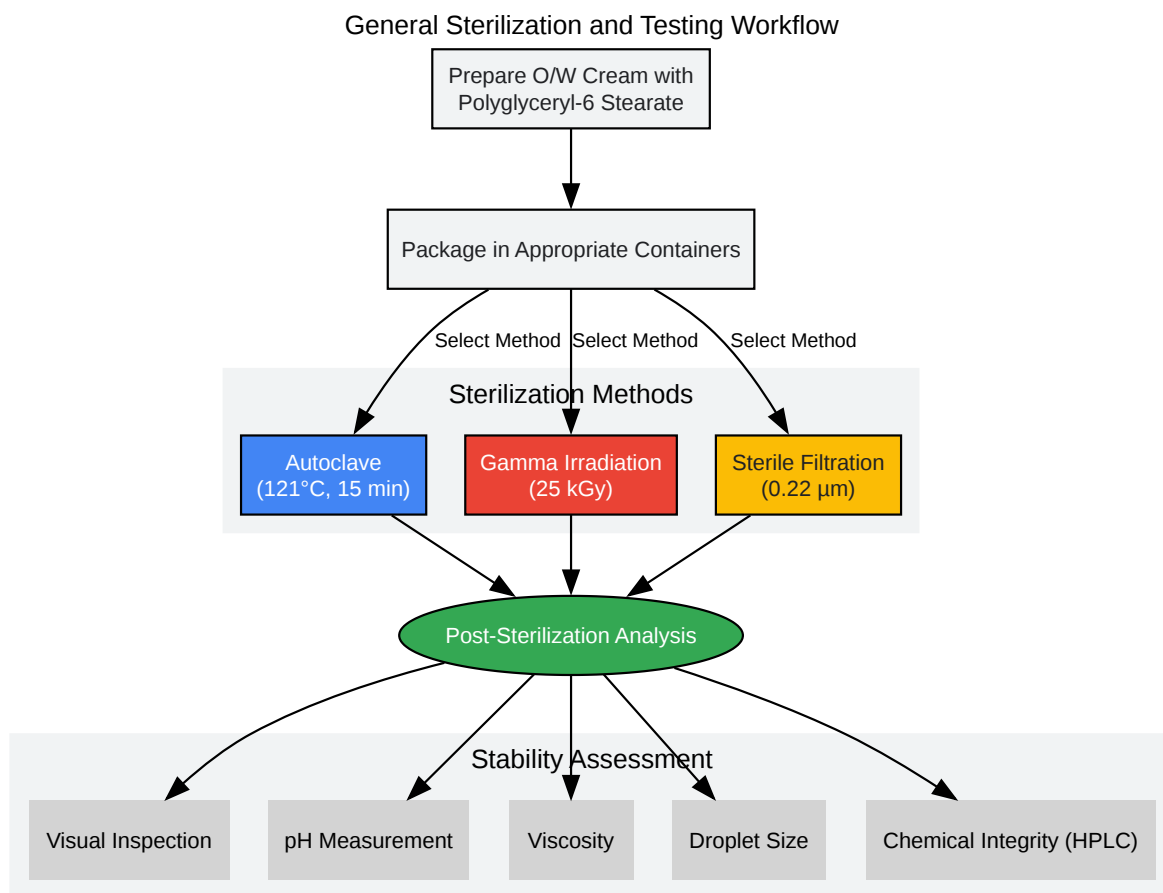 General Sterilization and Testing Workflow
Prepare O/W Cream with
Polyglyceryl-6 Stearate
Package in Appropriate Containers
Select Method
Select Method
Select Method
Sterilization Methods
Autoclave
(121°C, 15 min)
Gamma Irradiation
(25 kGy)
Sterile Filtration
(0.22 µm)
Post-Sterilization Analysis
Stability Assessment
Visual Inspection
pH Measurement
Viscosity
Droplet Size
Chemical Integrity (HPLC)